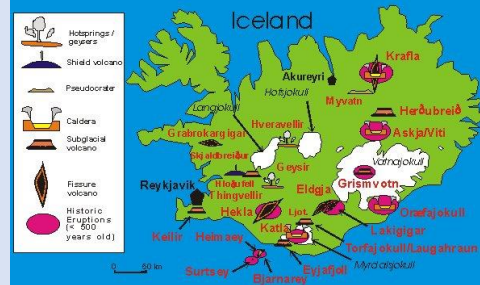 Iceland
Hotsprings /
geysers
Shield volcano
Pseudocrater
Caldera
Subglacial
volcano
Fissure
volcano
Historic
Eruptions
(< 500
years old)
Krafla
Akureyri
Hofsjokull
Myvatn
Langjokull
Herðubreið
Hveravellir
Grabrokargigar
Askja/Viti
Skjaldbreiður
Geysir
Vatnajokull
Hloðufell
Thingvellir
Eldgja
Grismvotn
Reykjavik
Hekla
Ljot.
Oræfajokull
Katla
Lakigigar
Keilir
Heimaey
Torfajokull/Laugahraun
Myrdalsjokull
Surtsey
Eyjafjoll
Bjarnarey
0
50 km